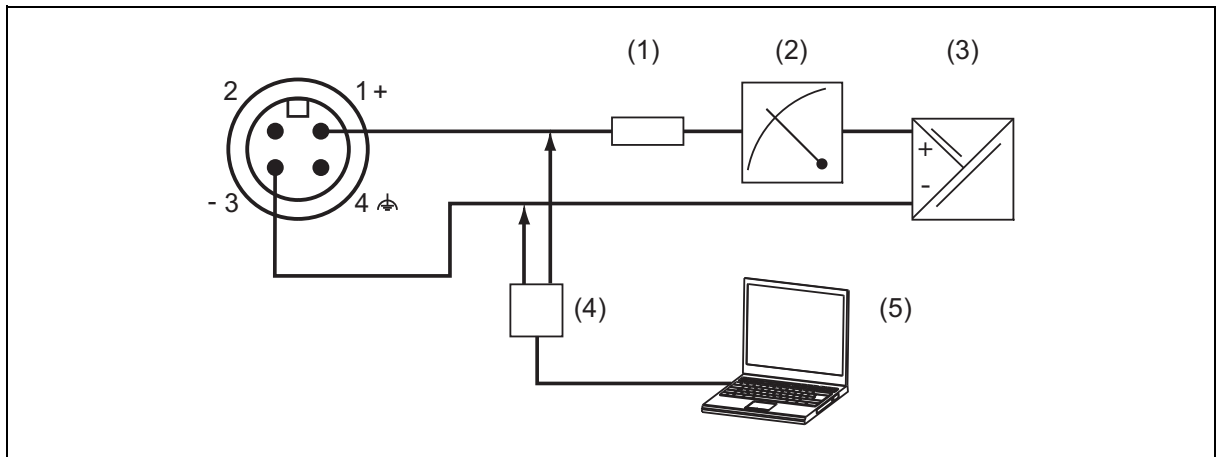 (1) (2) (3)
2 1 +
+
-
- 3 4 ⏚
(4) (5)